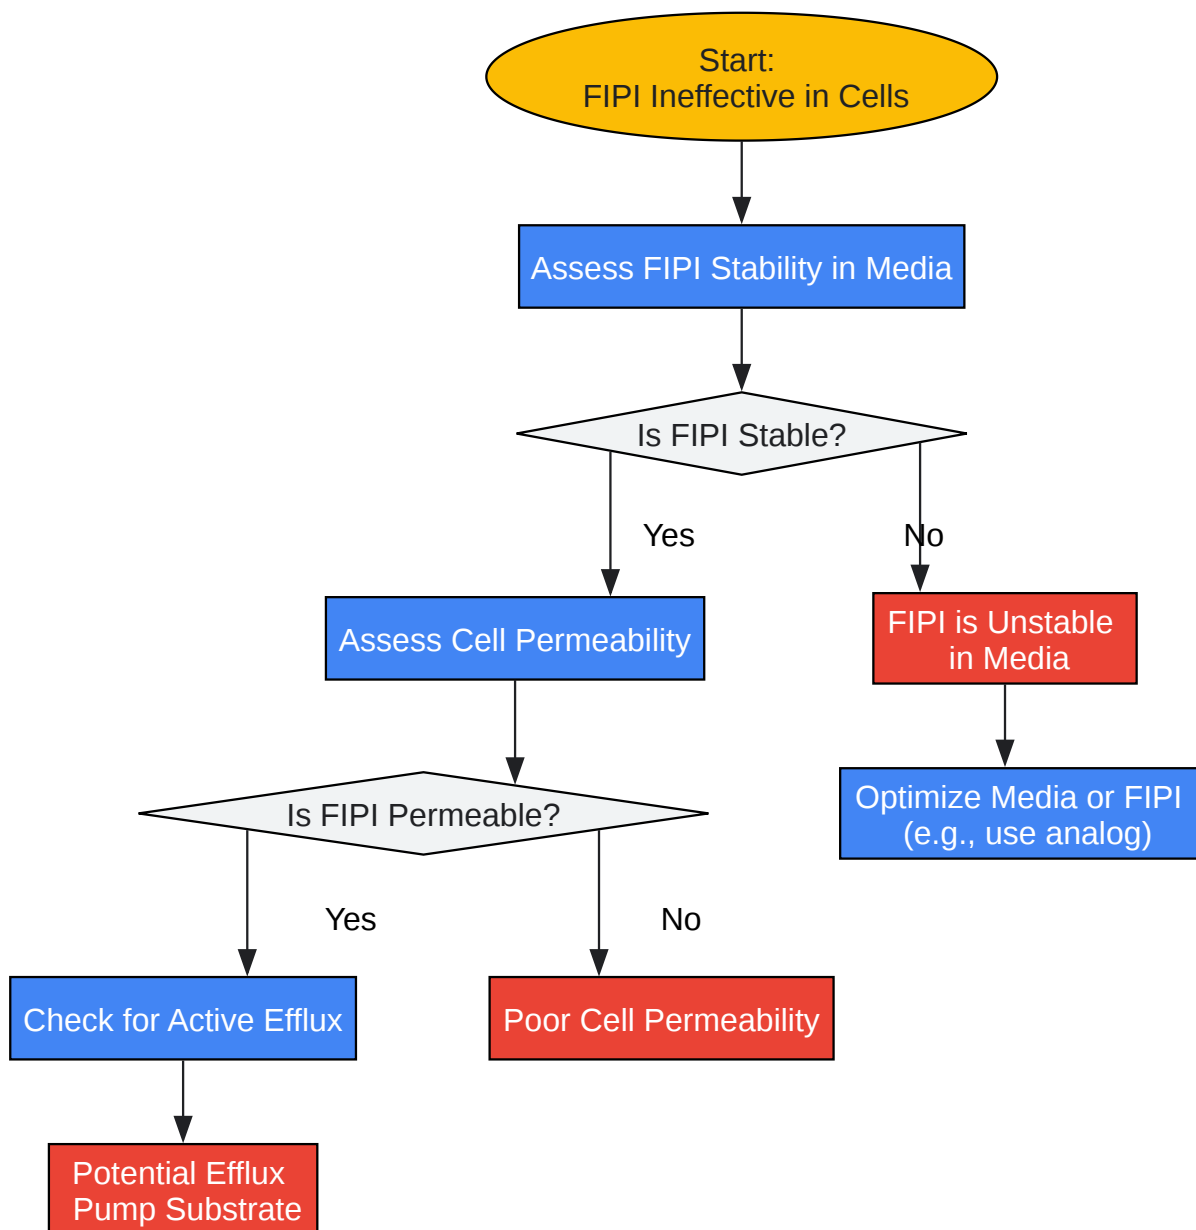 Start:
FIPI Ineffective in Cells
Assess FIPI Stability in Media
Is FIPI Stable?
Yes
No
Assess Cell Permeability
FIPI is Unstable
in Media
Is FIPI Permeable?
Optimize Media or FIPI
(e.g., use analog)
Yes
No
Check for Active Efflux
Poor Cell Permeability
Potential Efflux
Pump Substrate